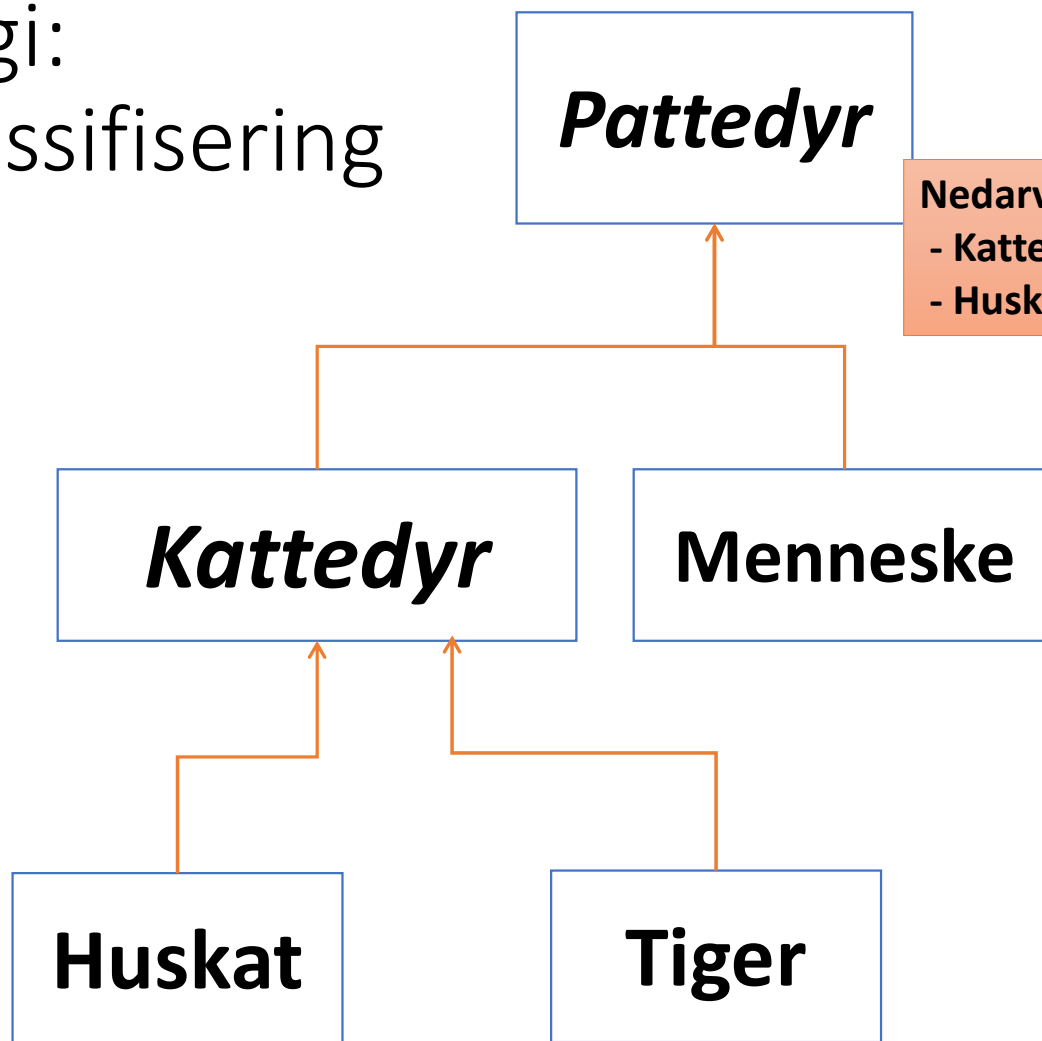 gi:
ssifisering
Pattedyr
Nedarv
- Katte
- Husk
Kattedyr
Menneske
Huskat
Tiger